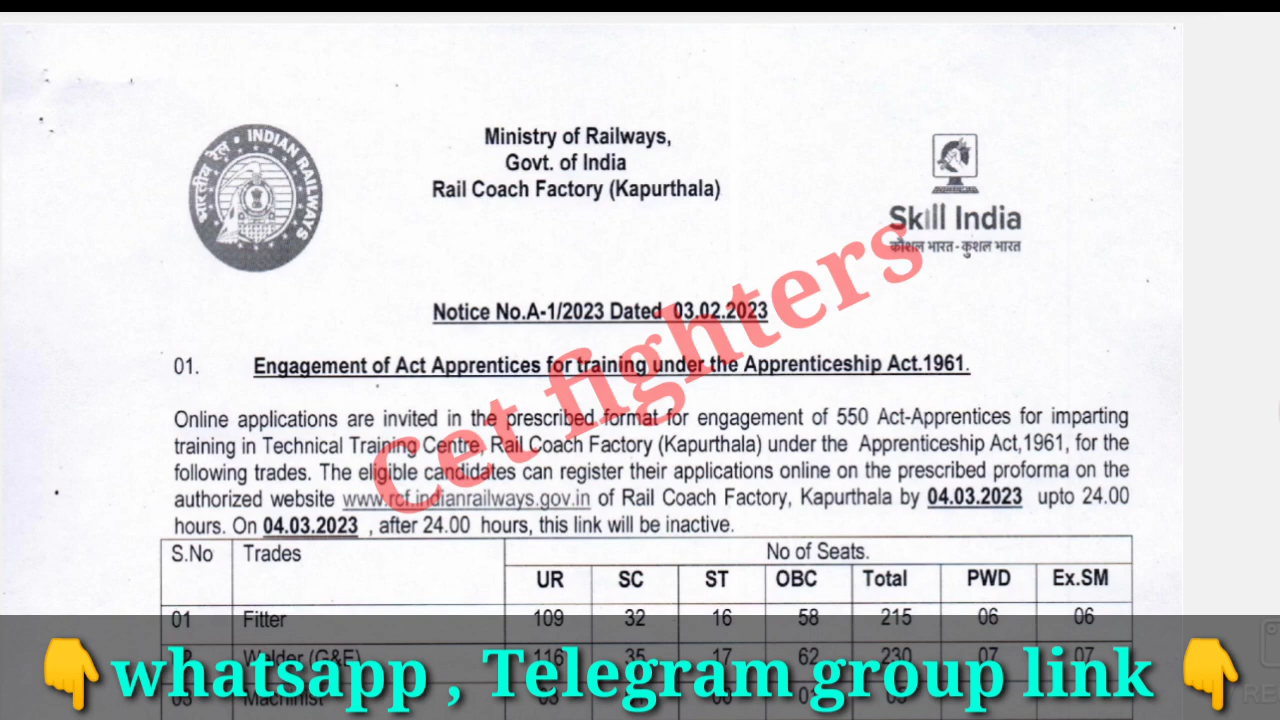 भारतीय रेल • INDIAN RAILWAYS
Ministry of Railways,
Govt. of India
Rail Coach Factory (Kapurthala)
Skill India
कौशल भारत - कुशल भारत
Cet fighters
Notice No.A-1/2023 Dated 03.02.2023
01. Engagement of Act Apprentices for training under the Apprenticeship Act.1961.
Online applications are invited in the prescribed format for engagement of 550 Act-Apprentices for imparting
training in Technical Training Centre, Rail Coach Factory (Kapurthala) under the Apprenticeship Act,1961, for the
following trades. The eligible candidates can register their applications online on the prescribed proforma on the
authorized website www.rcf.indianrailways.gov.in of Rail Coach Factory, Kapurthala by 04.03.2023 upto 24.00
hours. On 04.03.2023 , after 24.00 hours, this link will be inactive.
S.No Trades No of Seats.
UR SC ST OBC Total PWD Ex.SM
01 Fitter 109 32 16 58 215 06 06
Welder (G&E) 116 35 17 62 230 07 07
03 Machinist 03
👇whatsapp , Telegram group link 👇